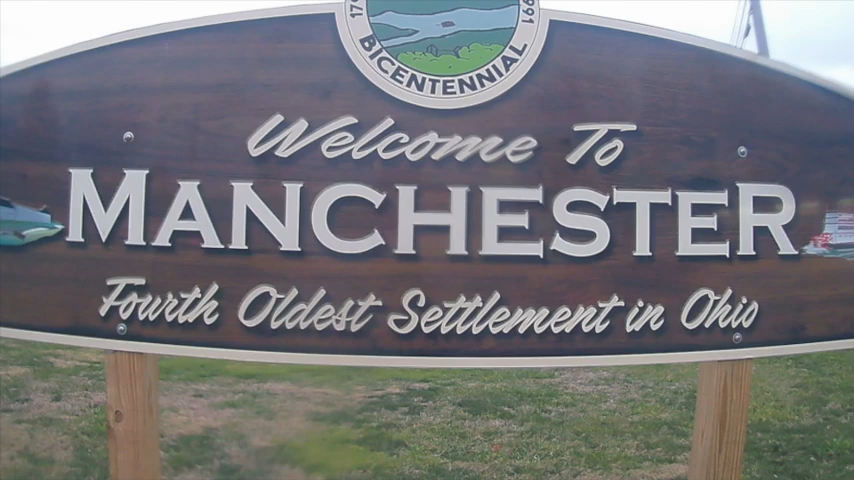 BICENTENNIAL
Welcome To
MANCHESTER
Fourth Oldest Settlement in Ohio